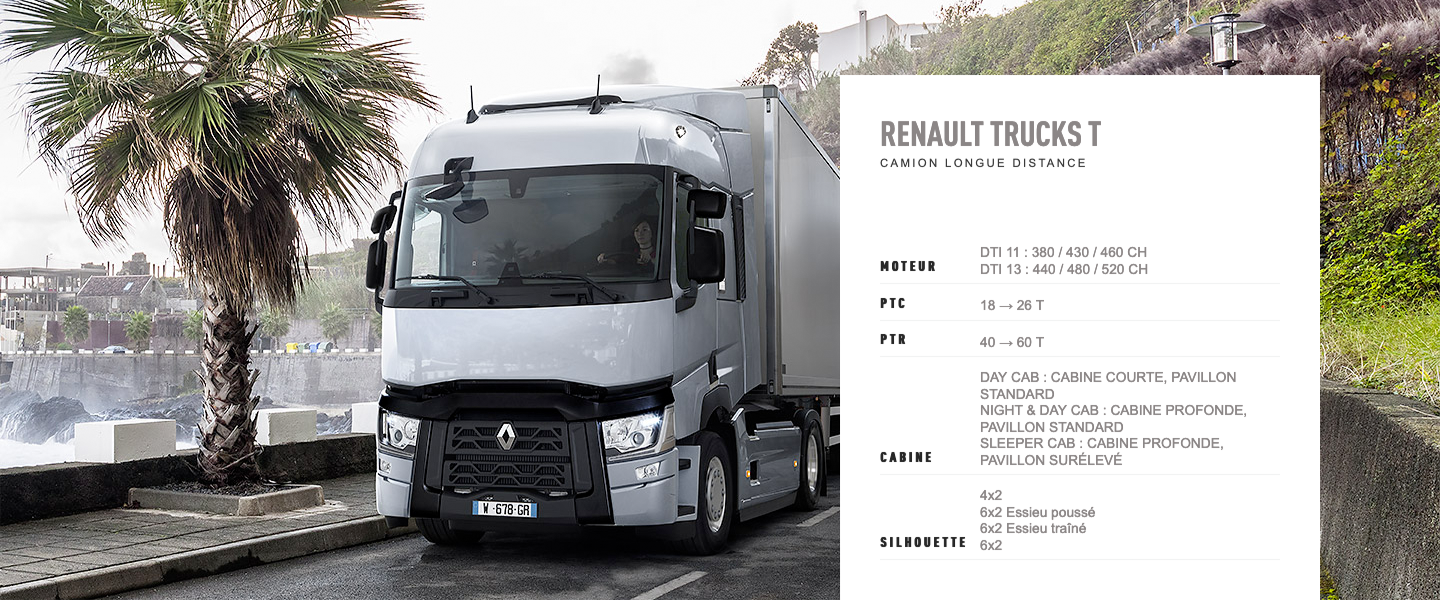 RENAULT TRUCKS T
CAMION LONGUE DISTANCE
MOTEUR
DTI 11 : 380 / 430 / 460 CH
DTI 13 : 440 / 480 / 520 CH
PTC
18 → 26 T
PTR
40 → 60 T
CABINE
DAY CAB : CABINE COURTE, PAVILLON
STANDARD
NIGHT & DAY CAB : CABINE PROFONDE,
PAVILLON STANDARD
SLEEPER CAB : CABINE PROFONDE,
PAVILLON SURÉLEVÉ
SILHOUETTE
4x2
6x2 Essieu poussé
6x2 Essieu traîné
6x2
W-678-GR